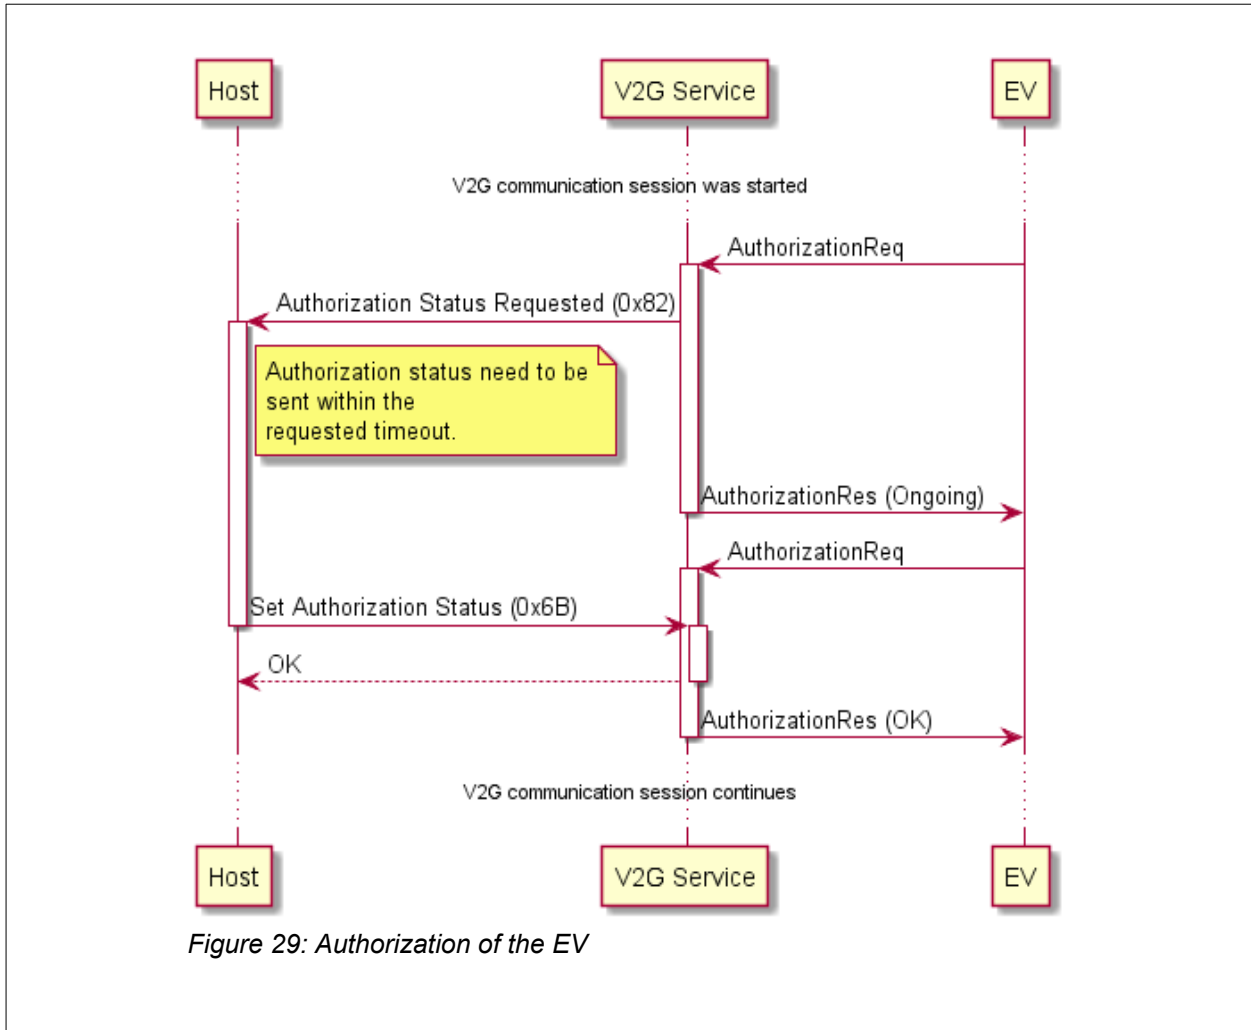 Host
V2G Service
EV
V2G communication session was started
AuthorizationReq
Authorization Status Requested (0x82)
Authorization status need to be
sent within the
requested timeout.
AuthorizationRes (Ongoing)
AuthorizationReq
Set Authorization Status (0x6B)
OK
AuthorizationRes (OK)
V2G communication session continues
Host
V2G Service
EV
Figure 29: Authorization of the EV